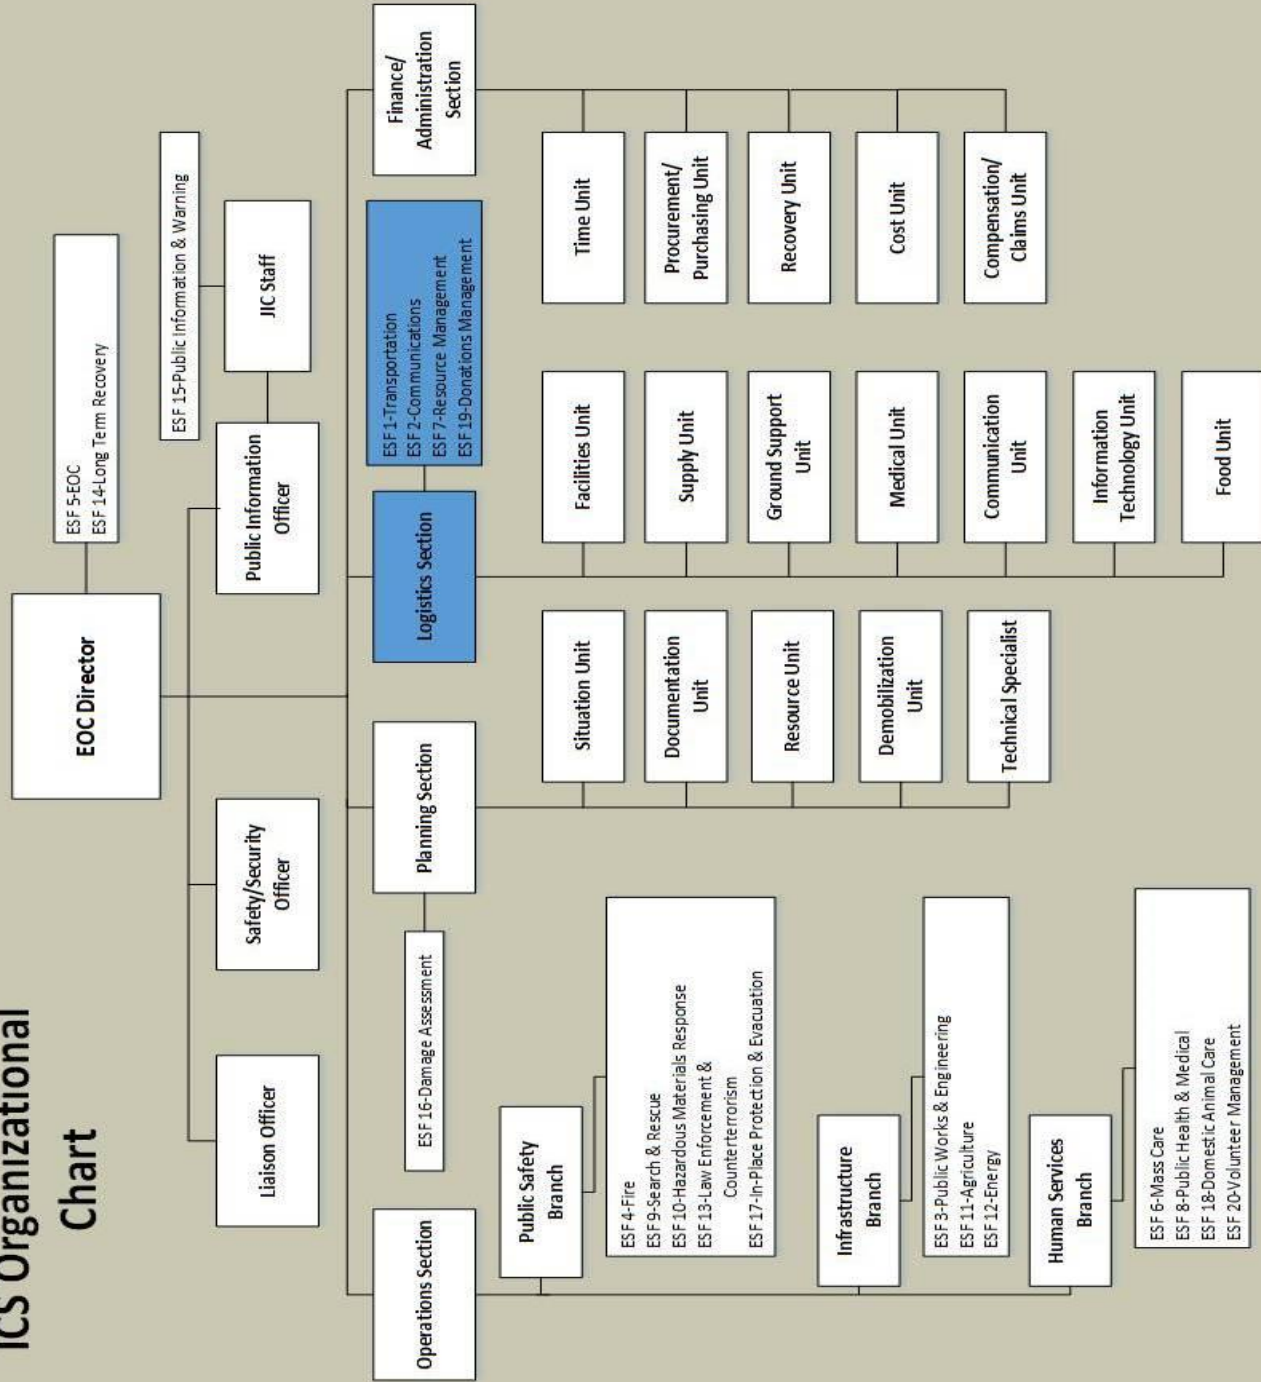 ICS Organizational
Chart
EOC Director
ESF 5-EOC
ESF 14-Long Term Recovery
Liaison Officer
Safety/Security
Officer
Public Information
Officer
JIC Staff
ESF 15-Public Information & Warning
Operations Section
Planning Section
ESF 16-Damage Assessment
Logistics Section
ESF 1-Transportation
ESF 2-Communications
ESF 7-Resource Management
ESF 19-Donations Management
Finance/
Administration
Section
Public Safety
Branch
ESF 4-Fire
ESF 9-Search & Rescue
ESF 10-Hazardous Materials Response
ESF 13-Law Enforcement &
Counterterrorism
ESF 17-In-Place Protection & Evacuation
Infrastructure
Branch
ESF 3-Public Works & Engineering
ESF 11-Agriculture
ESF 12-Energy
Human Services
Branch
ESF 6-Mass Care
ESF 8-Public Health & Medical
ESF 18-Domestic Animal Care
ESF 20-Volunteer Management
Situation Unit
Documentation
Unit
Resource Unit
Demobilization
Unit
Technical Specialist
Facilities Unit
Supply Unit
Ground Support
Unit
Medical Unit
Communication
Unit
Information
Technology Unit
Food Unit
Time Unit
Procurement/
Purchasing Unit
Recovery Unit
Cost Unit
Compensation/
Claims Unit